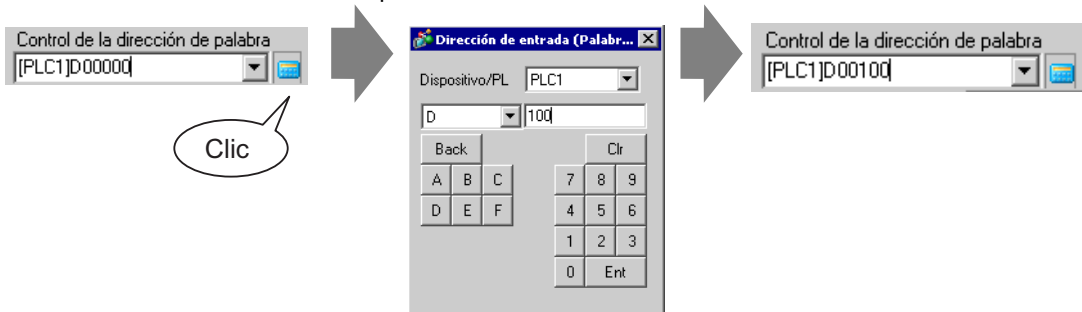 Control de la dirección de palabra
[PLC1]D00000
Clic
Dirección de entrada (Palabr...
Dispositivo/PL PLC1
D 100
Back Clr
A B C 7 8 9
D E F 4 5 6
1 2 3
0 Ent
Control de la dirección de palabra
[PLC1]D00100